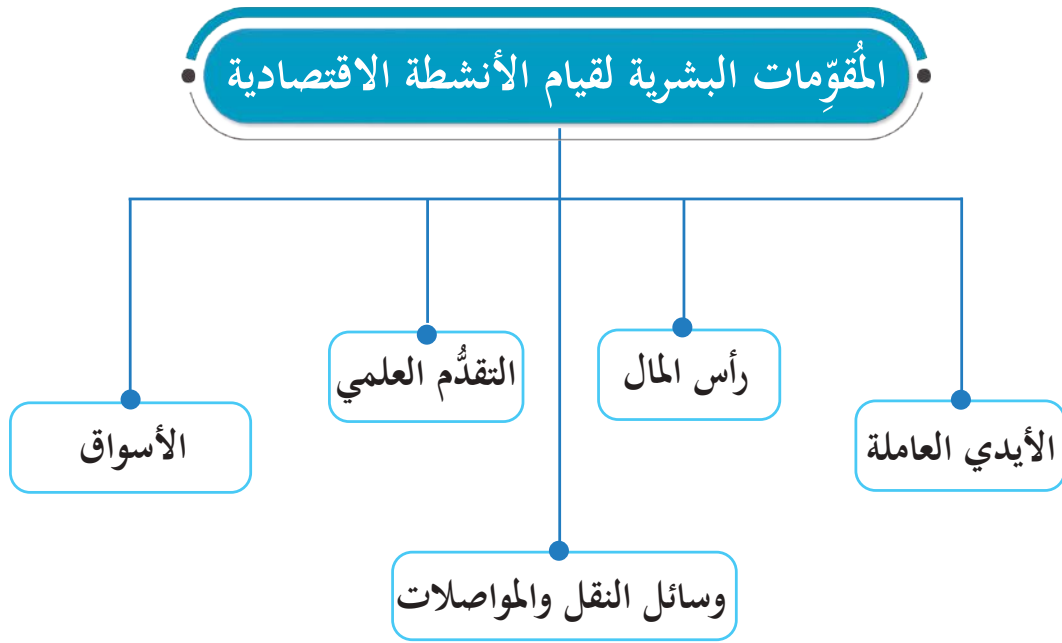 المُقوِّمات البشرية لقيام الأنشطة الاقتصادية
الأيدي العاملة
رأس المال
التقدُّم العلمي
الأسواق
وسائل النقل والمواصلات